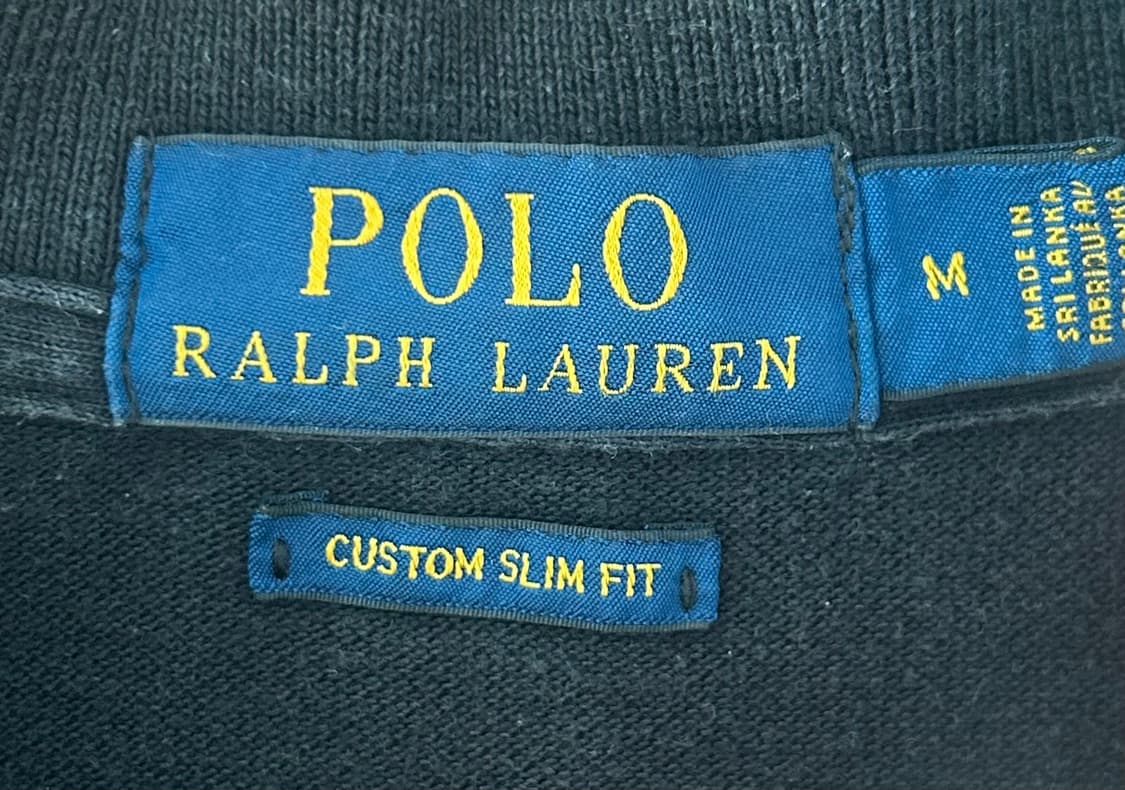 POLO
RALPH LAUREN
M
MADE IN
SRI LANKA
FABRIQUÉ AU
CUSTOM SLIM FIT